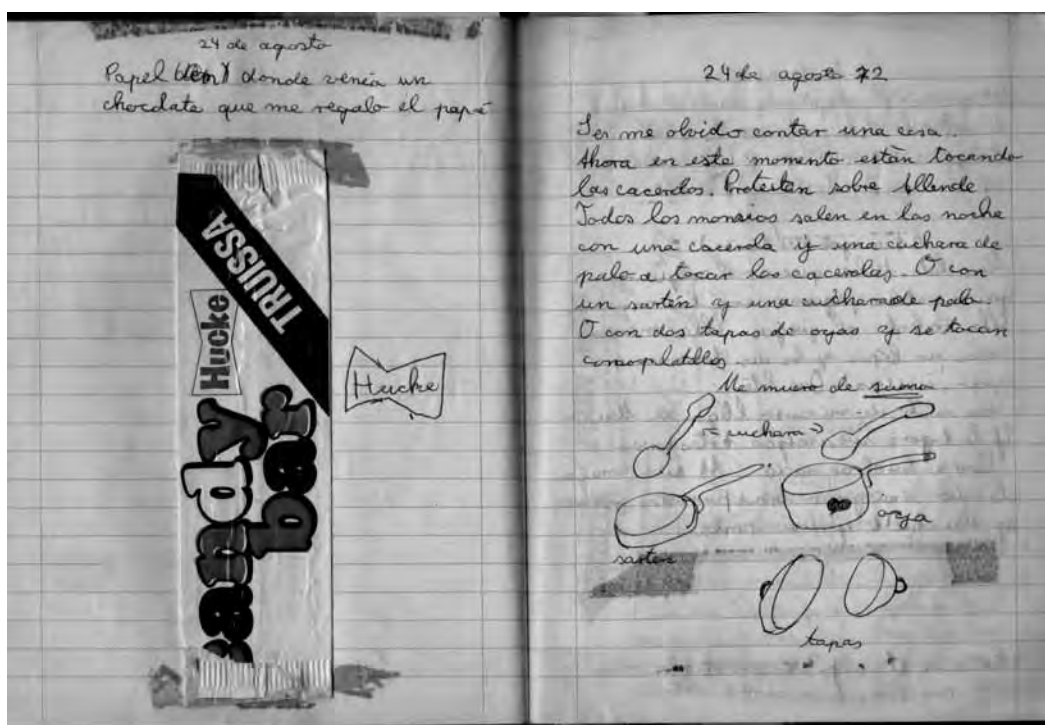 24 de agosto
Papel donde venía un
chocolate que me regalo el papá
TRUISSA
Hucke
andy
bar
Hucke
24 de agosto 72
Se me olvido contar una cosa.
Ahora en este momento están tocando
las cacerolas. Protestan sobre Allende.
Todos los momios salen en las noche
con una cacerola y una cuchara de
palo a tocar las cacerolas. O con
un sartén y una cuchara de palo.
O con dos tapas de oyas y se tocan
como platillos
Me muero de sueño
cuchara
oya
sartén
tapas